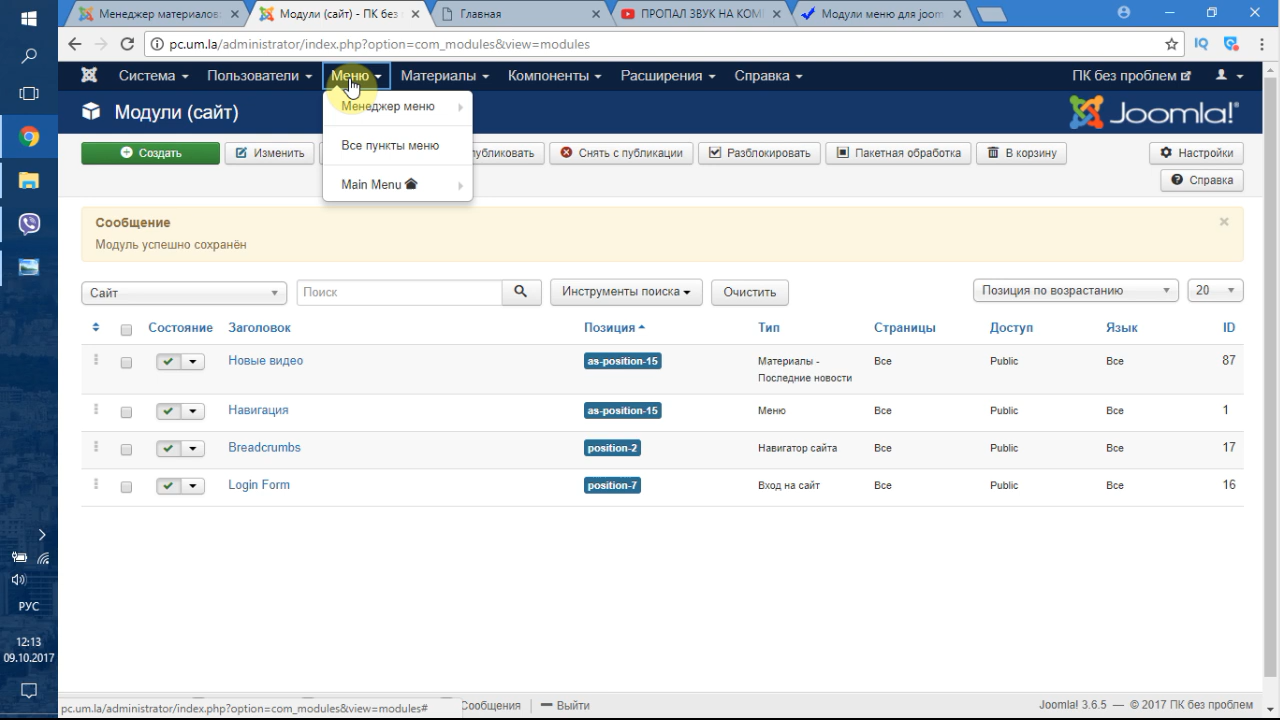 Менеджер материалов
Модули (сайт) - ПК без
Главная
ПРОПАЛ ЗВУК НА КОМ
Модули меню для joom
pc.um.la/administrator/index.php?option=com_modules&view=modules
IQ
Система
Пользователи
Меню
Материалы
Компоненты
Расширения
Справка
ПК без проблем
Модули (сайт)
Joomla!®
Менеджер меню
Все пункты меню
Main Menu
Создать
Изменить
Снять с публикации
Разблокировать
Пакетная обработка
В корзину
Настройки
Справка
Сообщение
Модуль успешно сохранён
Сайт
Поиск
Инструменты поиска
Очистить
Позиция по возрастанию
20
Состояние Заголовок Позиция Тип Страницы Доступ Язык ID
Новые видео as-position-15 Материалы - Все Public Все 87
Последние новости
Навигация as-position-15 Меню Все Public Все 1
Breadcrumbs position-2 Навигатор сайта Все Public Все 17
Login Form position-7 Вход на сайт Все Public Все 16
РУС
12:13
09.10.2017
pc.um.la/administrator/index.php?option=com_modules&view=modules#
Сообщения
Выйти
Joomla! 3.6.5 — © 2017 ПК без проблем